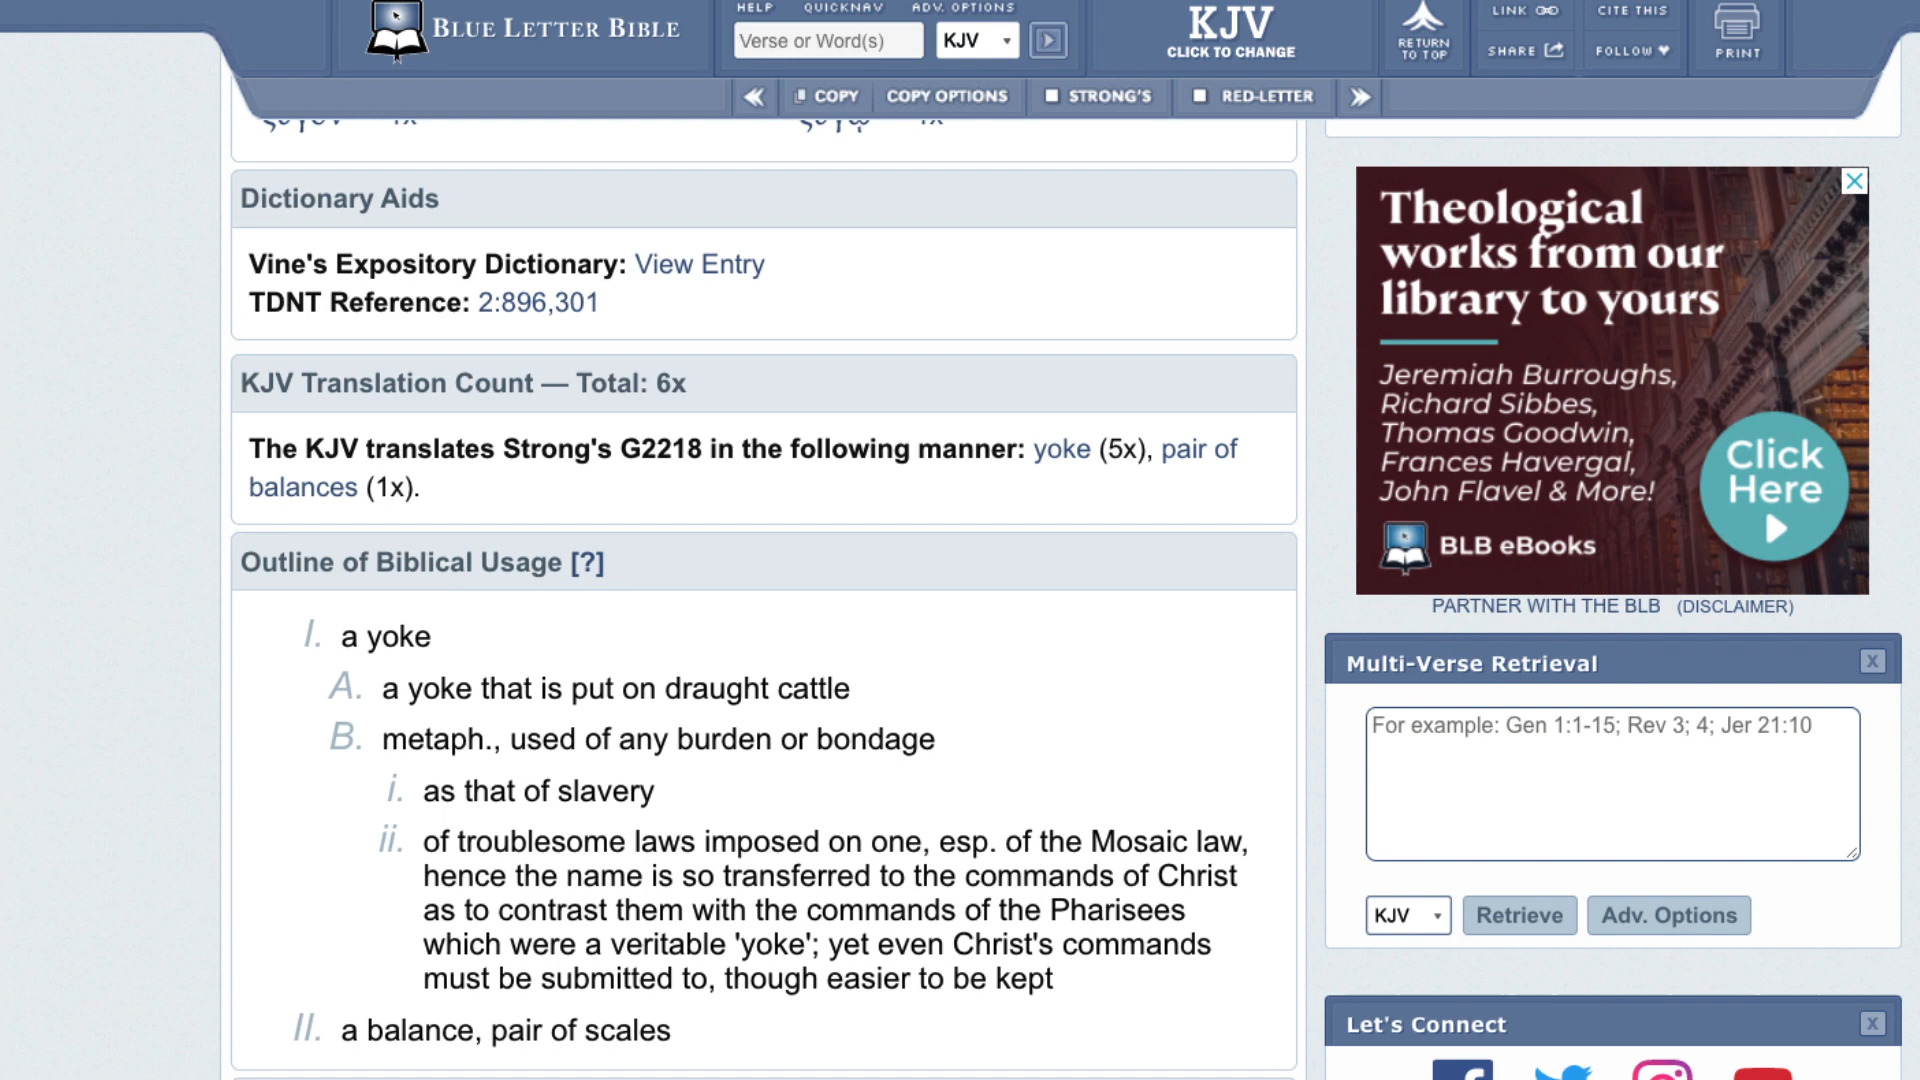 BLUE LETTER BIBLE
HELP QUICKNAV ADV. OPTIONS
Verse or Word(s)
KJV
KJV
CLICK TO CHANGE
RETURN
TO TOP
LINK
SHARE
CITE THIS
FOLLOW
PRINT
COPY COPY OPTIONS STRONG'S RED-LETTER
Dictionary Aids
Vine's Expository Dictionary: View Entry
TDNT Reference: 2:896,301
KJV Translation Count — Total: 6x
The KJV translates Strong's G2218 in the following manner: yoke (5x), pair of
balances (1x).
Outline of Biblical Usage [?]
I. a yoke
A. a yoke that is put on draught cattle
B. metaph., used of any burden or bondage
i. as that of slavery
ii. of troublesome laws imposed on one, esp. of the Mosaic law,
hence the name is so transferred to the commands of Christ
as to contrast them with the commands of the Pharisees
which were a veritable 'yoke'; yet even Christ's commands
must be submitted to, though easier to be kept
II. a balance, pair of scales
Theological
works from our
library to yours
Jeremiah Burroughs,
Richard Sibbes,
Thomas Goodwin,
Frances Havergal,
John Flavel & More!
Click
Here
BLB eBooks
PARTNER WITH THE BLB (DISCLAIMER)
Multi-Verse Retrieval
X
For example: Gen 1:1-15; Rev 3; 4; Jer 21:10
KJV
Retrieve
Adv. Options
Let's Connect
X